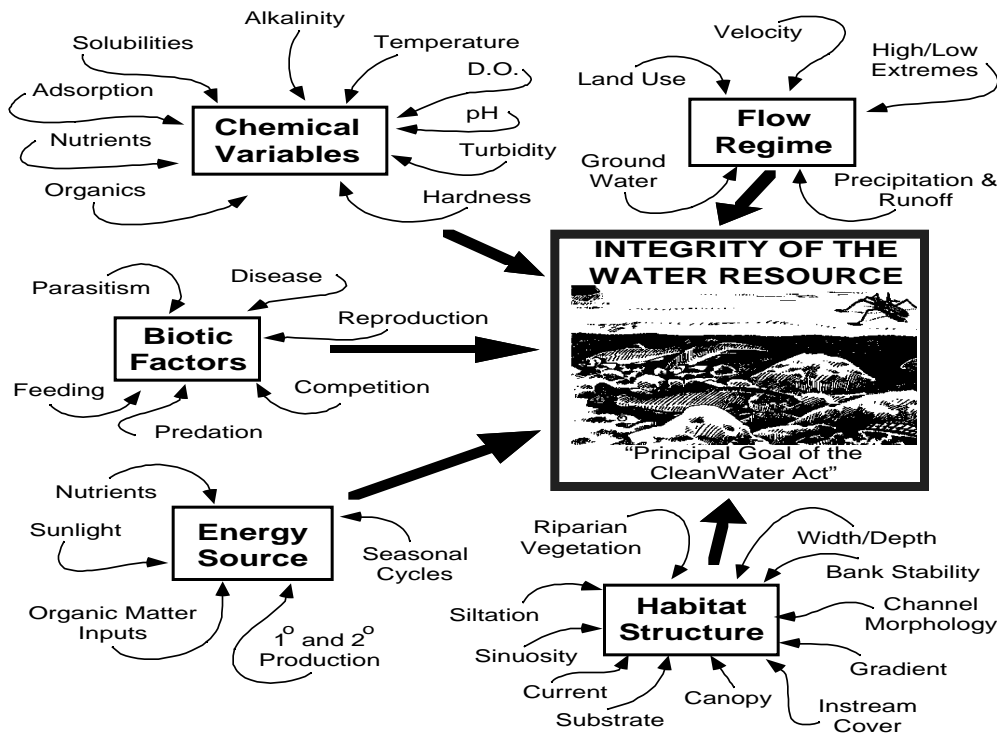 Alkalinity
Solubilities
Temperature
D.O.
Adsorption
pH
Nutrients
Turbidity
Organics
Hardness
Chemical
Variables
Velocity
High/Low
Extremes
Land Use
Flow
Regime
Ground
Water
Precipitation &
Runoff
INTEGRITY OF THE
WATER RESOURCE
“Principal Goal of the
CleanWater Act”
Parasitism
Disease
Reproduction
Biotic
Factors
Feeding
Competition
Predation
Nutrients
Sunlight
Energy
Source
Seasonal
Cycles
Organic Matter
Inputs
1° and 2°
Production
Riparian
Vegetation
Width/Depth
Bank Stability
Siltation
Habitat
Structure
Channel
Morphology
Sinuosity
Gradient
Current
Substrate
Canopy
Instream
Cover